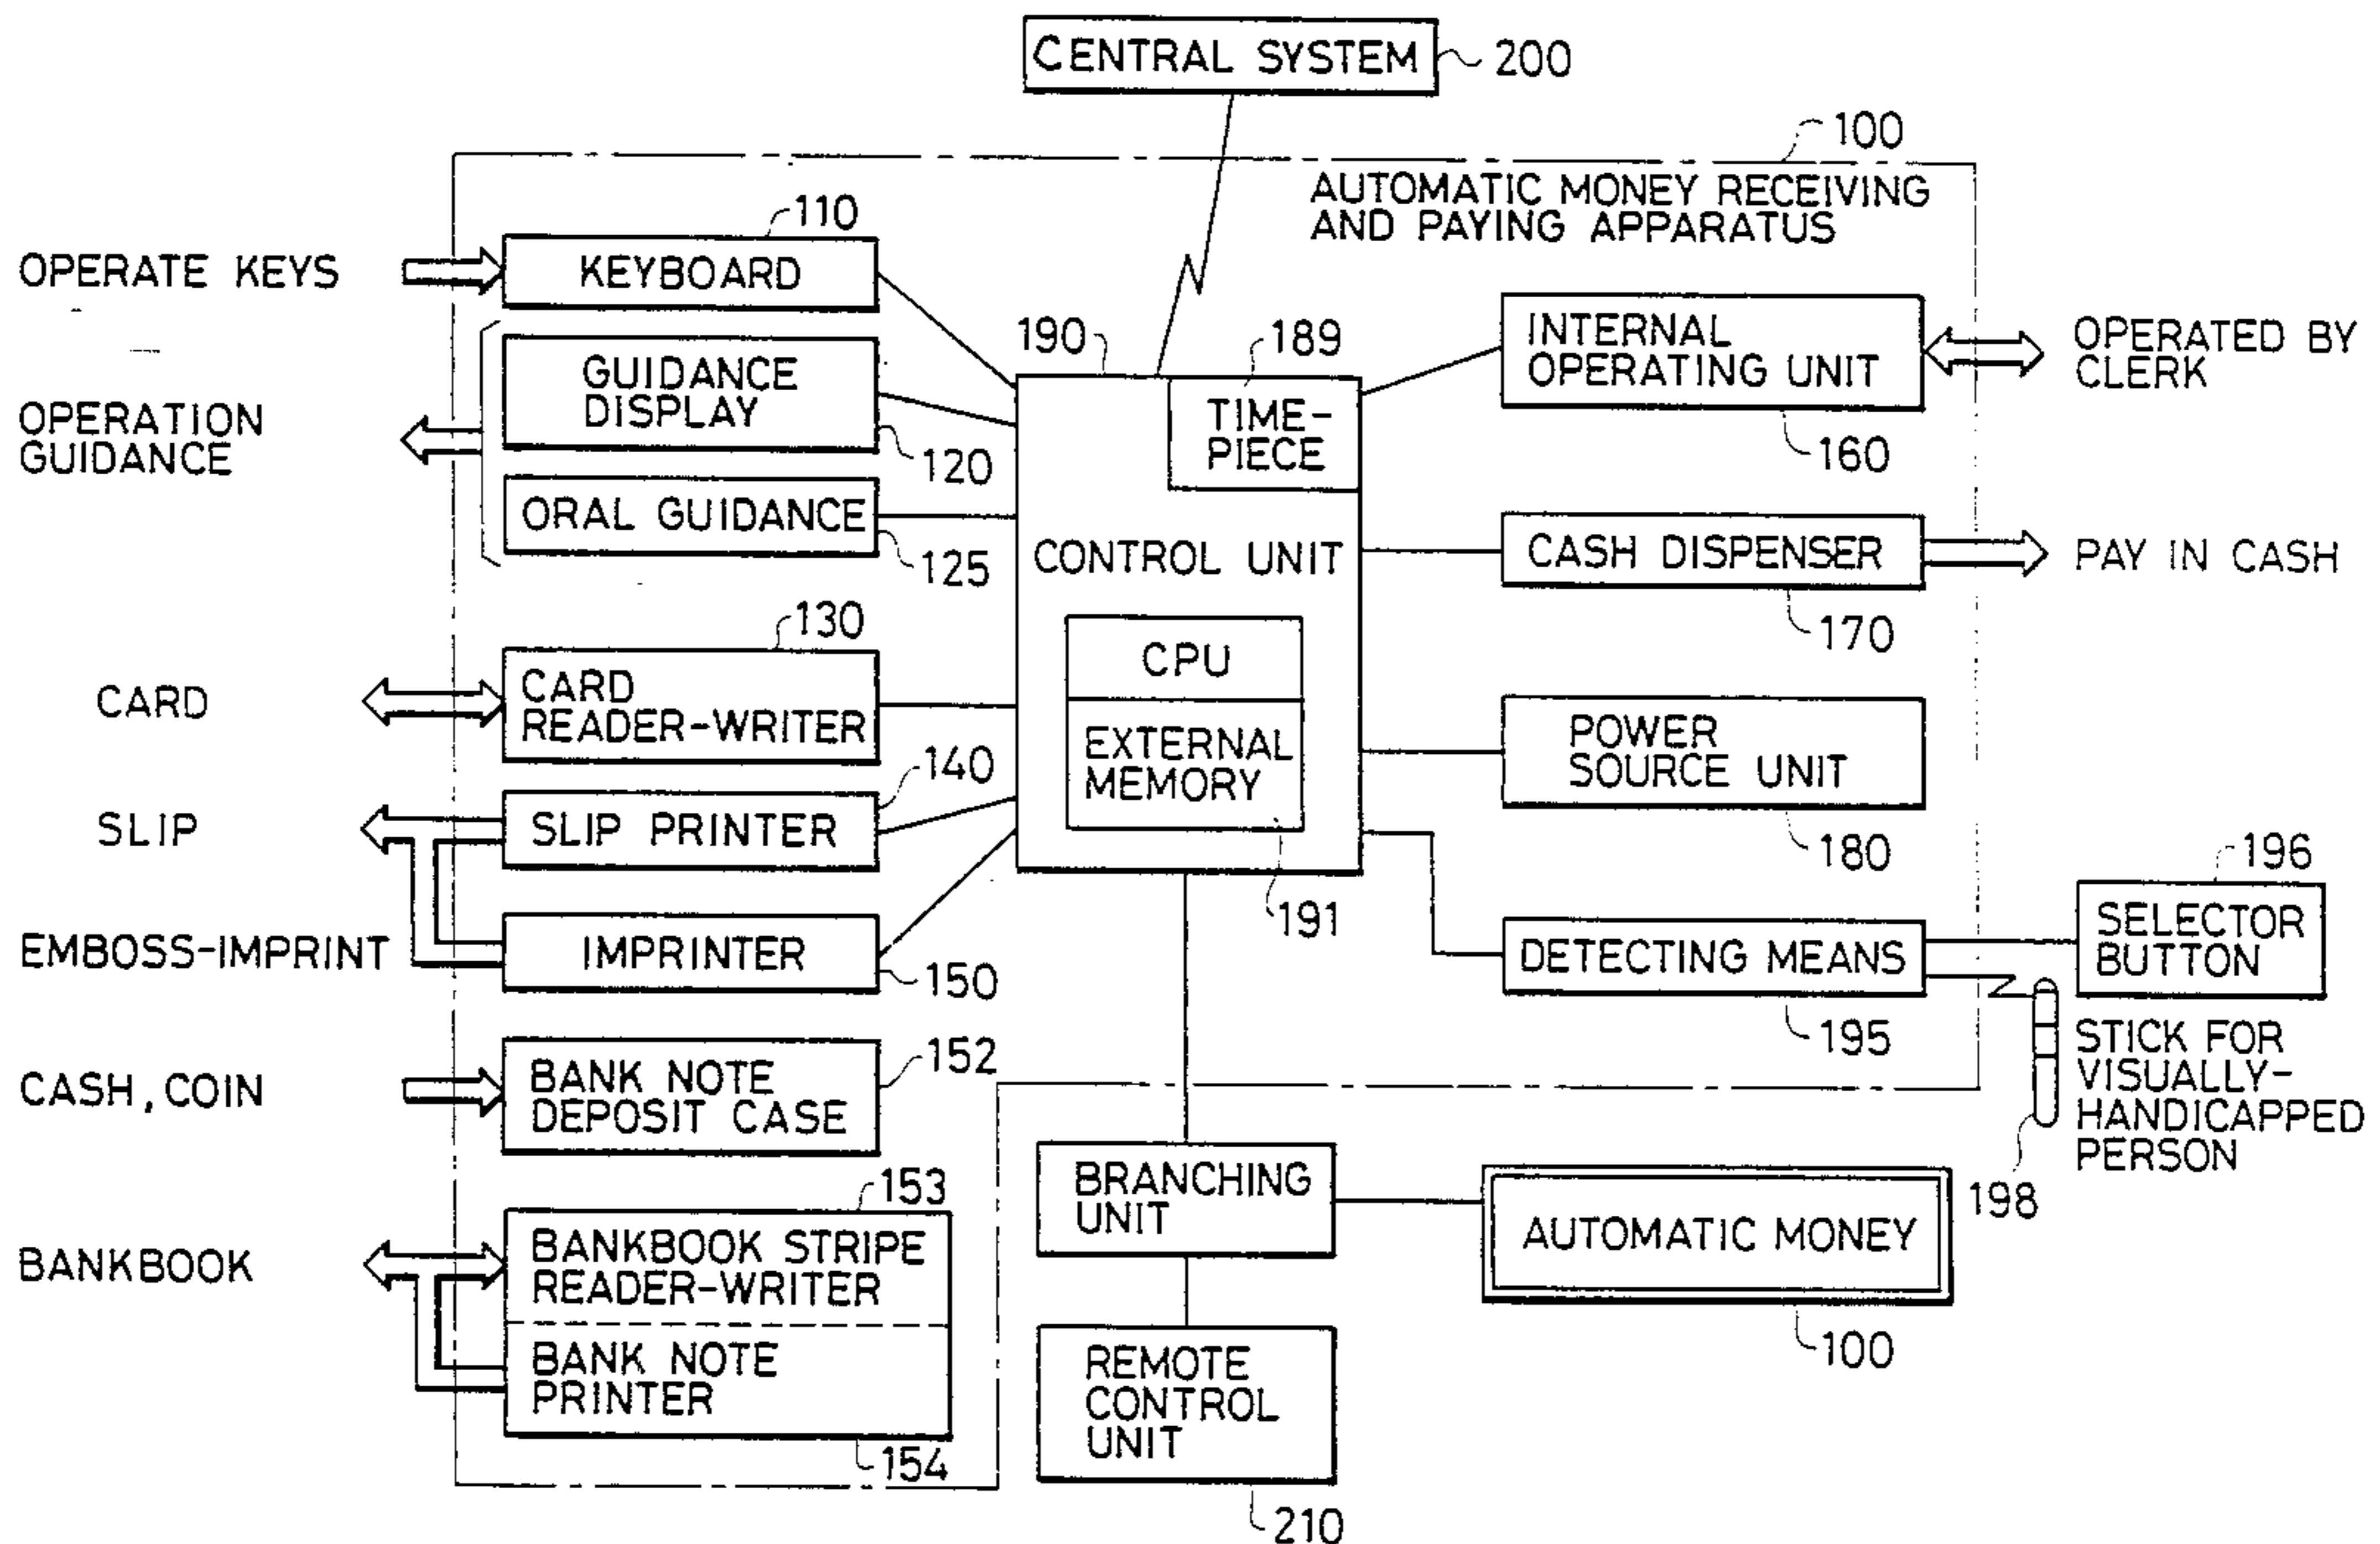 CENTRAL SYSTEM
200
100
AUTOMATIC MONEY RECEIVING
AND PAYING APPARATUS
110
OPERATE KEYS
KEYBOARD
GUIDANCE
DISPLAY
120
OPERATION
GUIDANCE
ORAL GUIDANCE
125
130
CARD
CARD
READER-WRITER
140
SLIP
SLIP PRINTER
EMBOSS-IMPRINT
IMPRINTER
150
152
CASH, COIN
BANK NOTE
DEPOSIT CASE
153
BANKBOOK
BANKBOOK STRIPE
READER-WRITER
BANK NOTE
PRINTER
154
190
189
TIME-
PIECE
CONTROL UNIT
CPU
EXTERNAL
MEMORY
191
INTERNAL
OPERATING UNIT
160
OPERATED BY
CLERK
CASH DISPENSER
170
PAY IN CASH
POWER
SOURCE UNIT
180
196
SELECTOR
BUTTON
DETECTING MEANS
195
STICK FOR
VISUALLY-
HANDICAPPED
PERSON
198
BRANCHING
UNIT
AUTOMATIC MONEY
100
REMOTE
CONTROL
UNIT
210